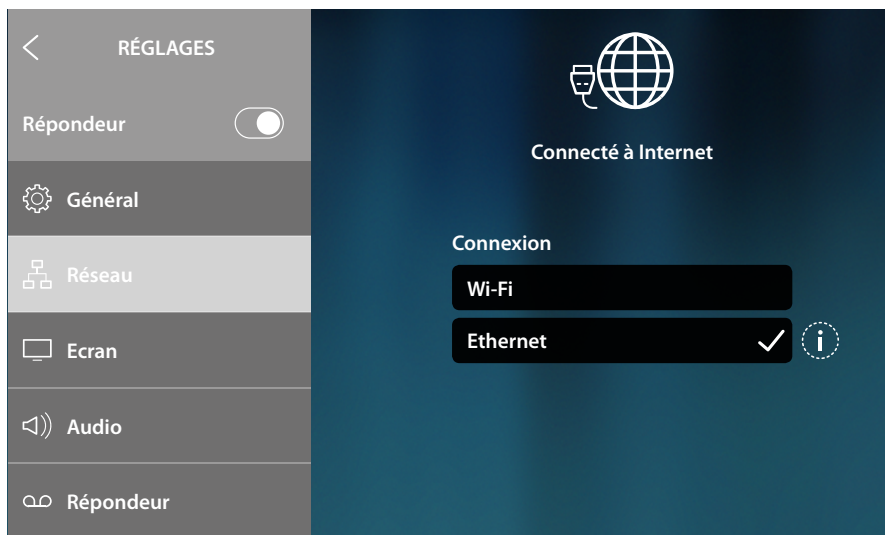 RÉGLAGES
Répondeur
Général
Réseau
Ecran
Audio
Répondeur
Connecté à Internet
Connexion
Wi-Fi
Ethernet